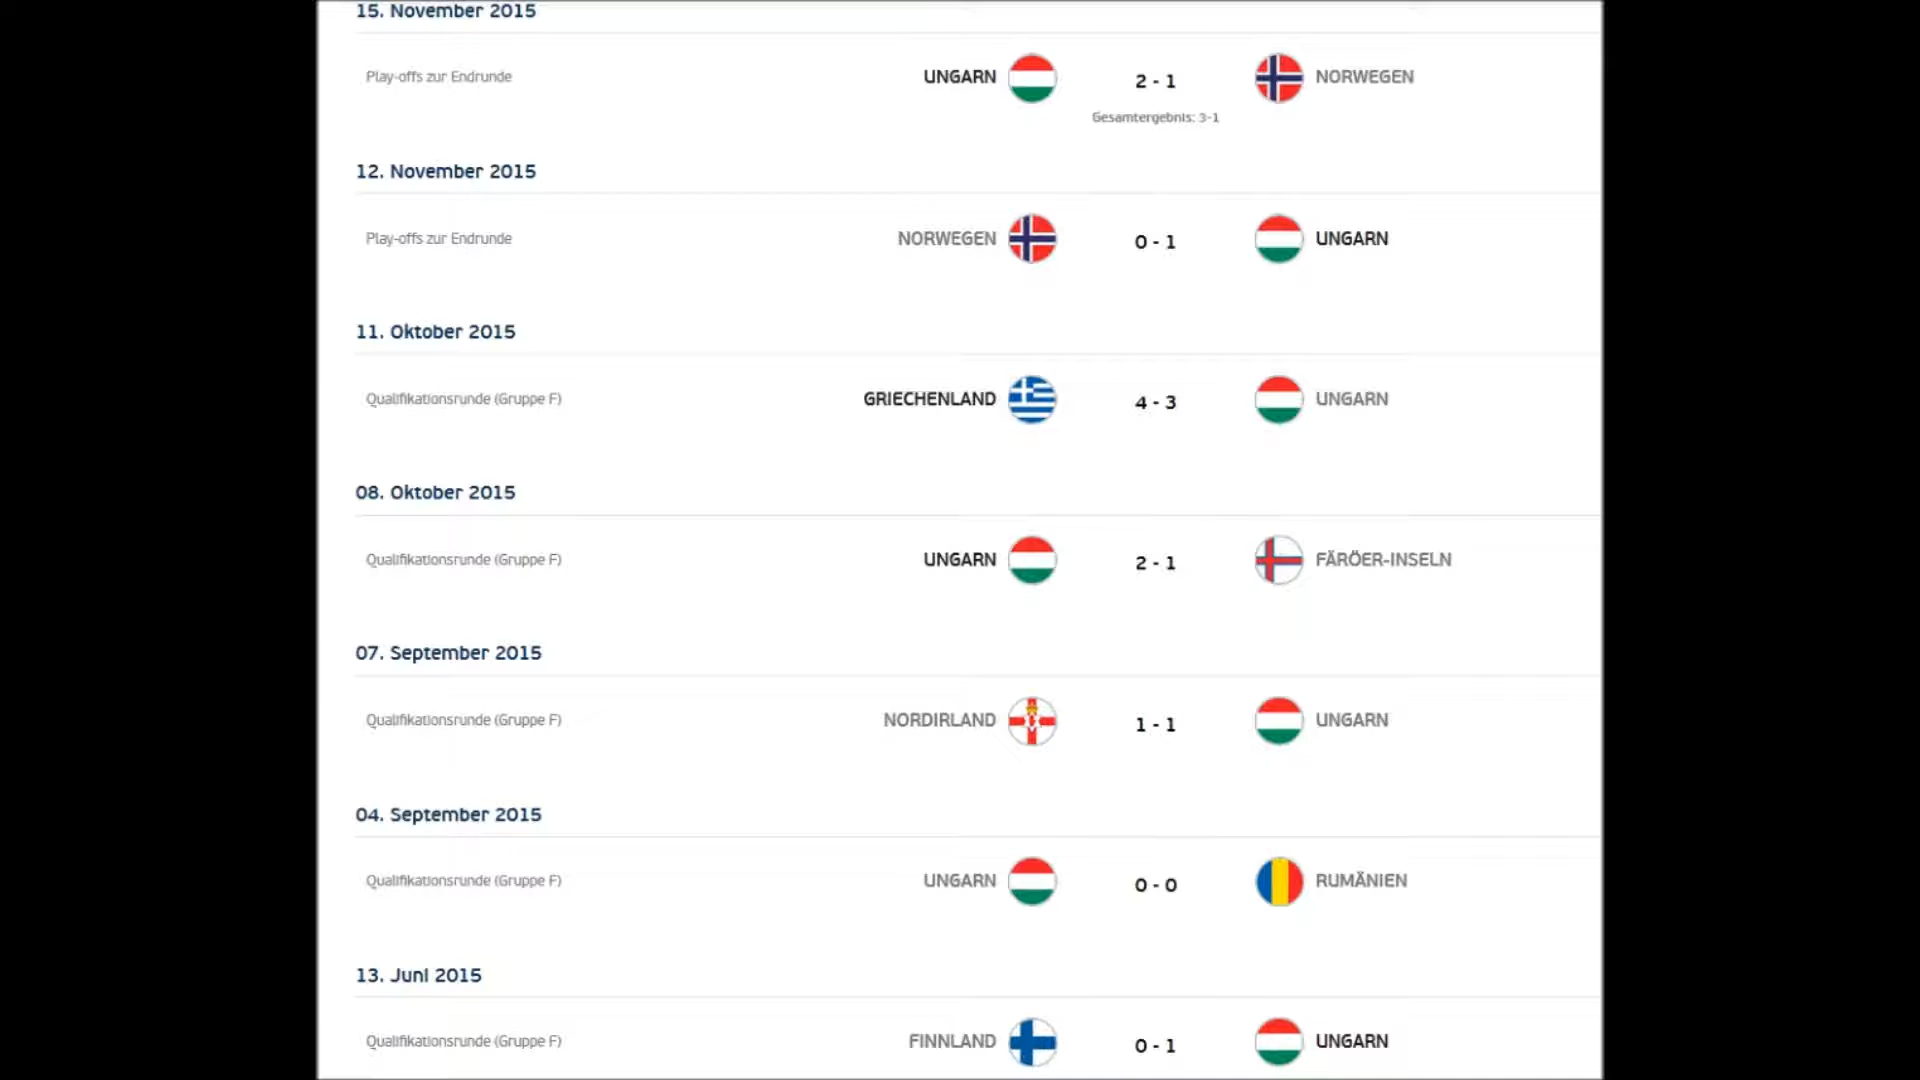 15. November 2015
Play-offs zur Endrunde UNGARN 2 - 1 NORWEGEN
Gesamtergebnis: 3-1
12. November 2015
Play-offs zur Endrunde NORWEGEN 0 - 1 UNGARN
11. Oktober 2015
Qualifikationsrunde (Gruppe F) GRIECHENLAND 4 - 3 UNGARN
08. Oktober 2015
Qualifikationsrunde (Gruppe F) UNGARN 2 - 1 FÄRÖER-INSELN
07. September 2015
Qualifikationsrunde (Gruppe F) NORDIRLAND 1 - 1 UNGARN
04. September 2015
Qualifikationsrunde (Gruppe F) UNGARN 0 - 0 RUMÄNIEN
13. Juni 2015
Qualifikationsrunde (Gruppe F) FINNLAND 0 - 1 UNGARN